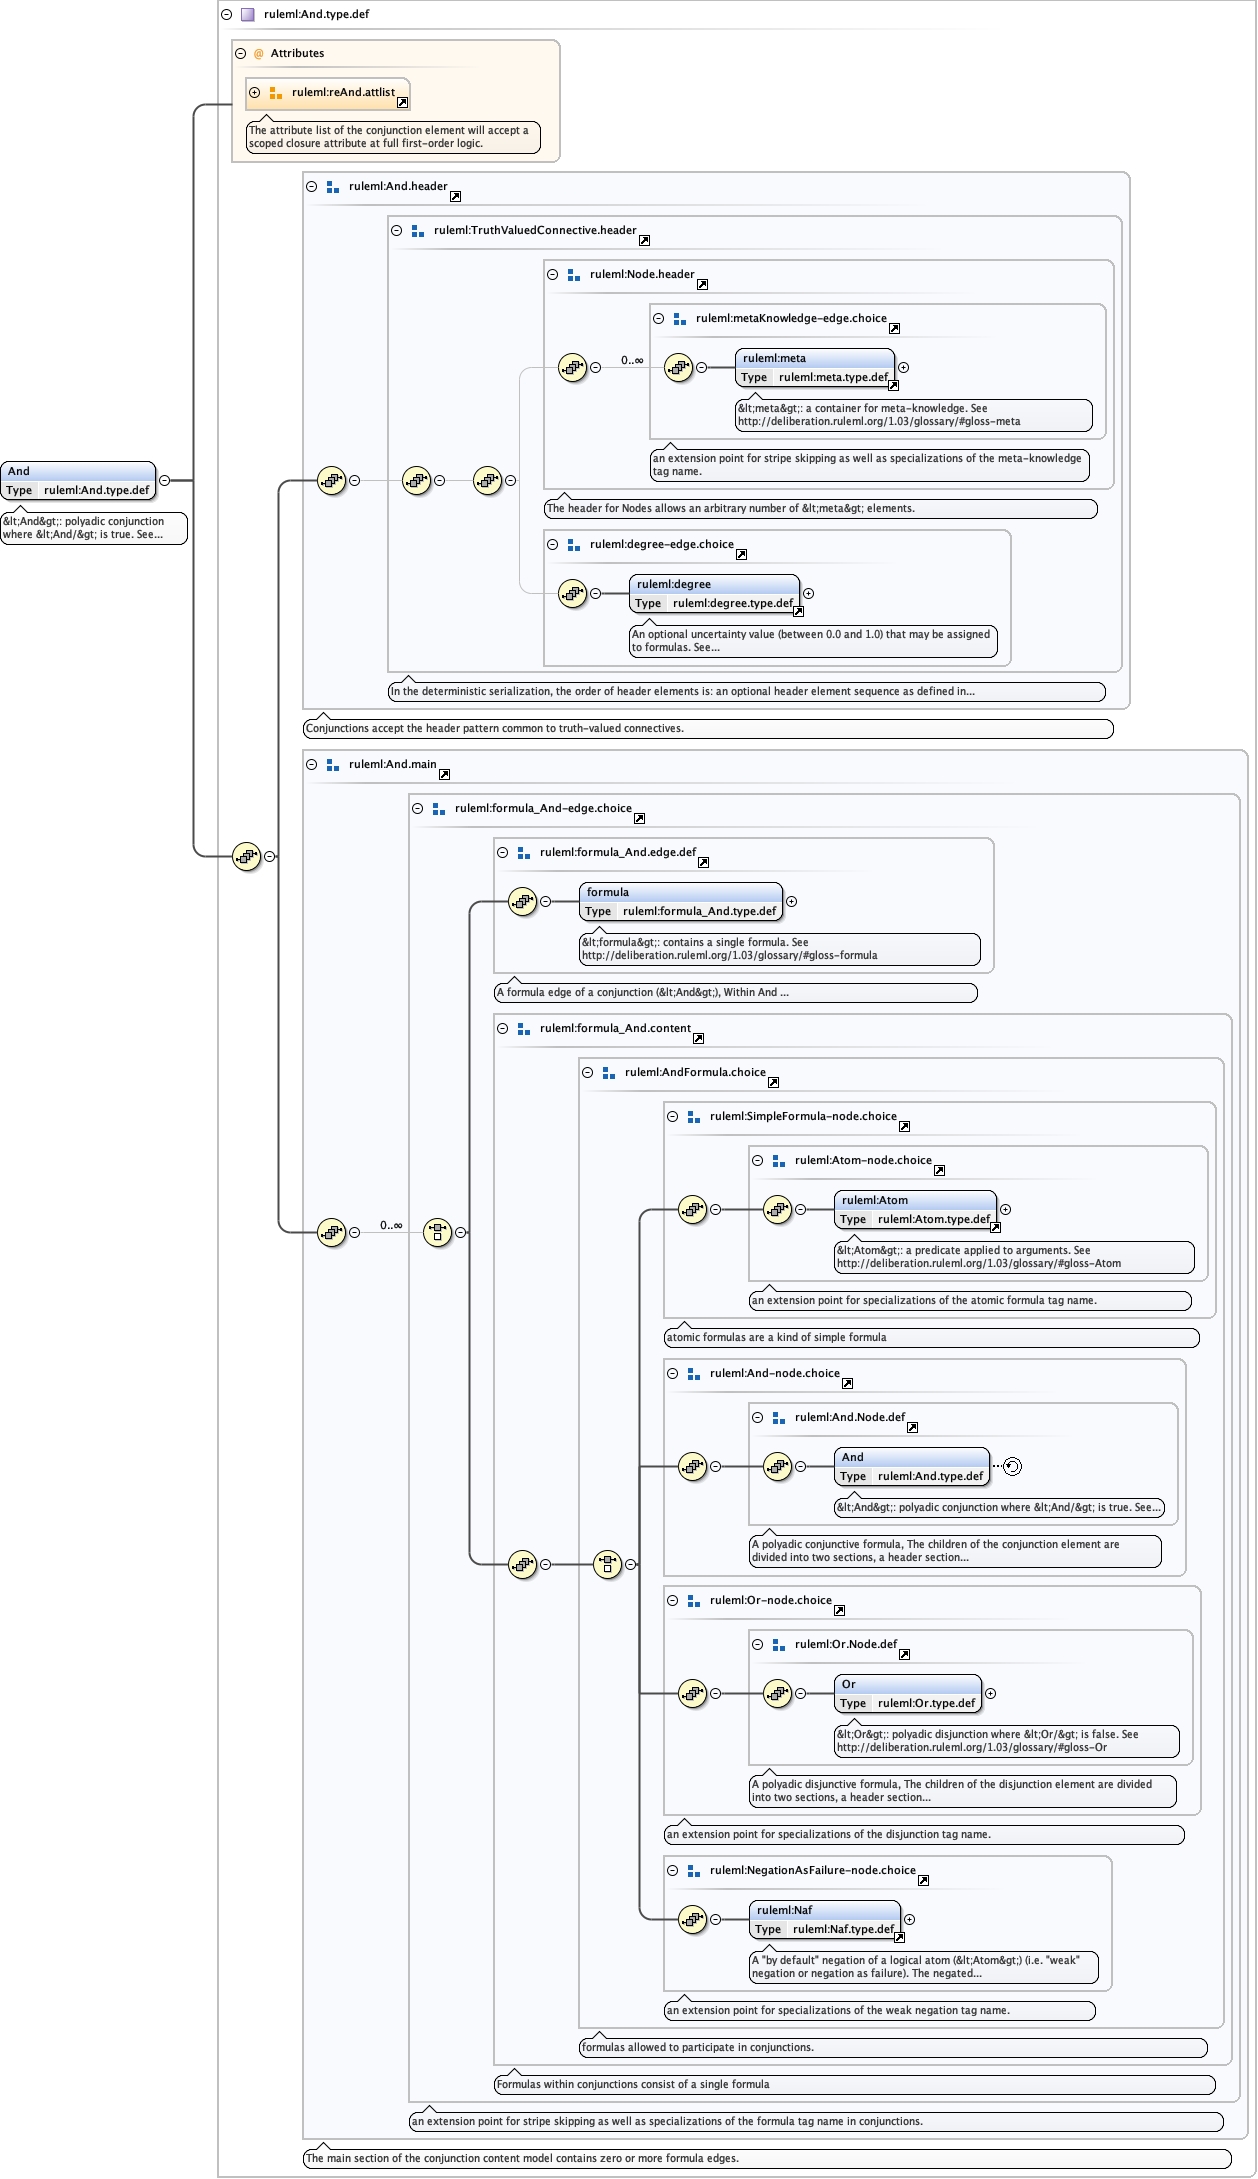 ruleml:And.type.def
@ Attributes
ruleml:reAnd.attlist
The attribute list of the conjunction element will accept a
scoped closure attribute at full first-order logic.
ruleml:And.header
ruleml:TruthValuedConnective.header
ruleml:Node.header
ruleml:metaKnowledge-edge.choice
0..∞
ruleml:meta
Type ruleml:meta.type.def
&lt;meta&gt;: a container for meta-knowledge. See
http://deliberation.ruleml.org/1.03/glossary/#gloss-meta
an extension point for stripe skipping as well as specializations of the meta-knowledge
tag name.
The header for Nodes allows an arbitrary number of &lt;meta&gt; elements.
And
Type ruleml:And.type.def
&lt;And&gt;: polyadic conjunction
where &lt;And/&gt; is true. See...
ruleml:degree-edge.choice
ruleml:degree
Type ruleml:degree.type.def
An optional uncertainty value (between 0.0 and 1.0) that may be assigned
to formulas. See...
In the deterministic serialization, the order of header elements is: an optional header element sequence as defined in...
Conjunctions accept the header pattern common to truth-valued connectives.
ruleml:And.main
ruleml:formula_And-edge.choice
ruleml:formula_And.edge.def
formula
Type ruleml:formula_And.type.def
&lt;formula&gt;: contains a single formula. See
http://deliberation.ruleml.org/1.03/glossary/#gloss-formula
A formula edge of a conjunction (&lt;And&gt;), Within And ...
ruleml:formula_And.content
ruleml:AndFormula.choice
ruleml:SimpleFormula-node.choice
ruleml:Atom-node.choice
ruleml:Atom
Type ruleml:Atom.type.def
0..∞
&lt;Atom&gt;: a predicate applied to arguments. See
http://deliberation.ruleml.org/1.03/glossary/#gloss-Atom
an extension point for specializations of the atomic formula tag name.
atomic formulas are a kind of simple formula
ruleml:And-node.choice
ruleml:And.Node.def
And
Type ruleml:And.type.def
&lt;And&gt;: polyadic conjunction where &lt;And/&gt; is true. See...
A polyadic conjunctive formula, The children of the conjunction element are
divided into two sections, a header section...
ruleml:Or-node.choice
ruleml:Or.Node.def
Or
Type ruleml:Or.type.def
&lt;Or&gt;: polyadic disjunction where &lt;Or/&gt; is false. See
http://deliberation.ruleml.org/1.03/glossary/#gloss-Or
A polyadic disjunctive formula, The children of the disjunction element are divided
into two sections, a header section...
an extension point for specializations of the disjunction tag name.
ruleml:NegationAsFailure-node.choice
ruleml:Naf
Type ruleml:Naf.type.def
A "by default" negation of a logical atom (&lt;Atom&gt;) (i.e. "weak"
negation or negation as failure). The negated...
an extension point for specializations of the weak negation tag name.
formulas allowed to participate in conjunctions.
Formulas within conjunctions consist of a single formula
an extension point for stripe skipping as well as specializations of the formula tag name in conjunctions.
The main section of the conjunction content model contains zero or more formula edges.